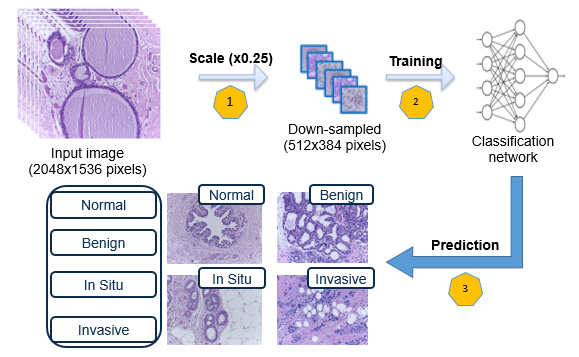 Scale (x0.25)
1
Training
2
Input image
(2048x1536 pixels)
Down-sampled
(512x384 pixels)
Classification
network
Normal
Benign
In Situ
Invasive
Normal
Benign
In Situ
Invasive
Prediction
3